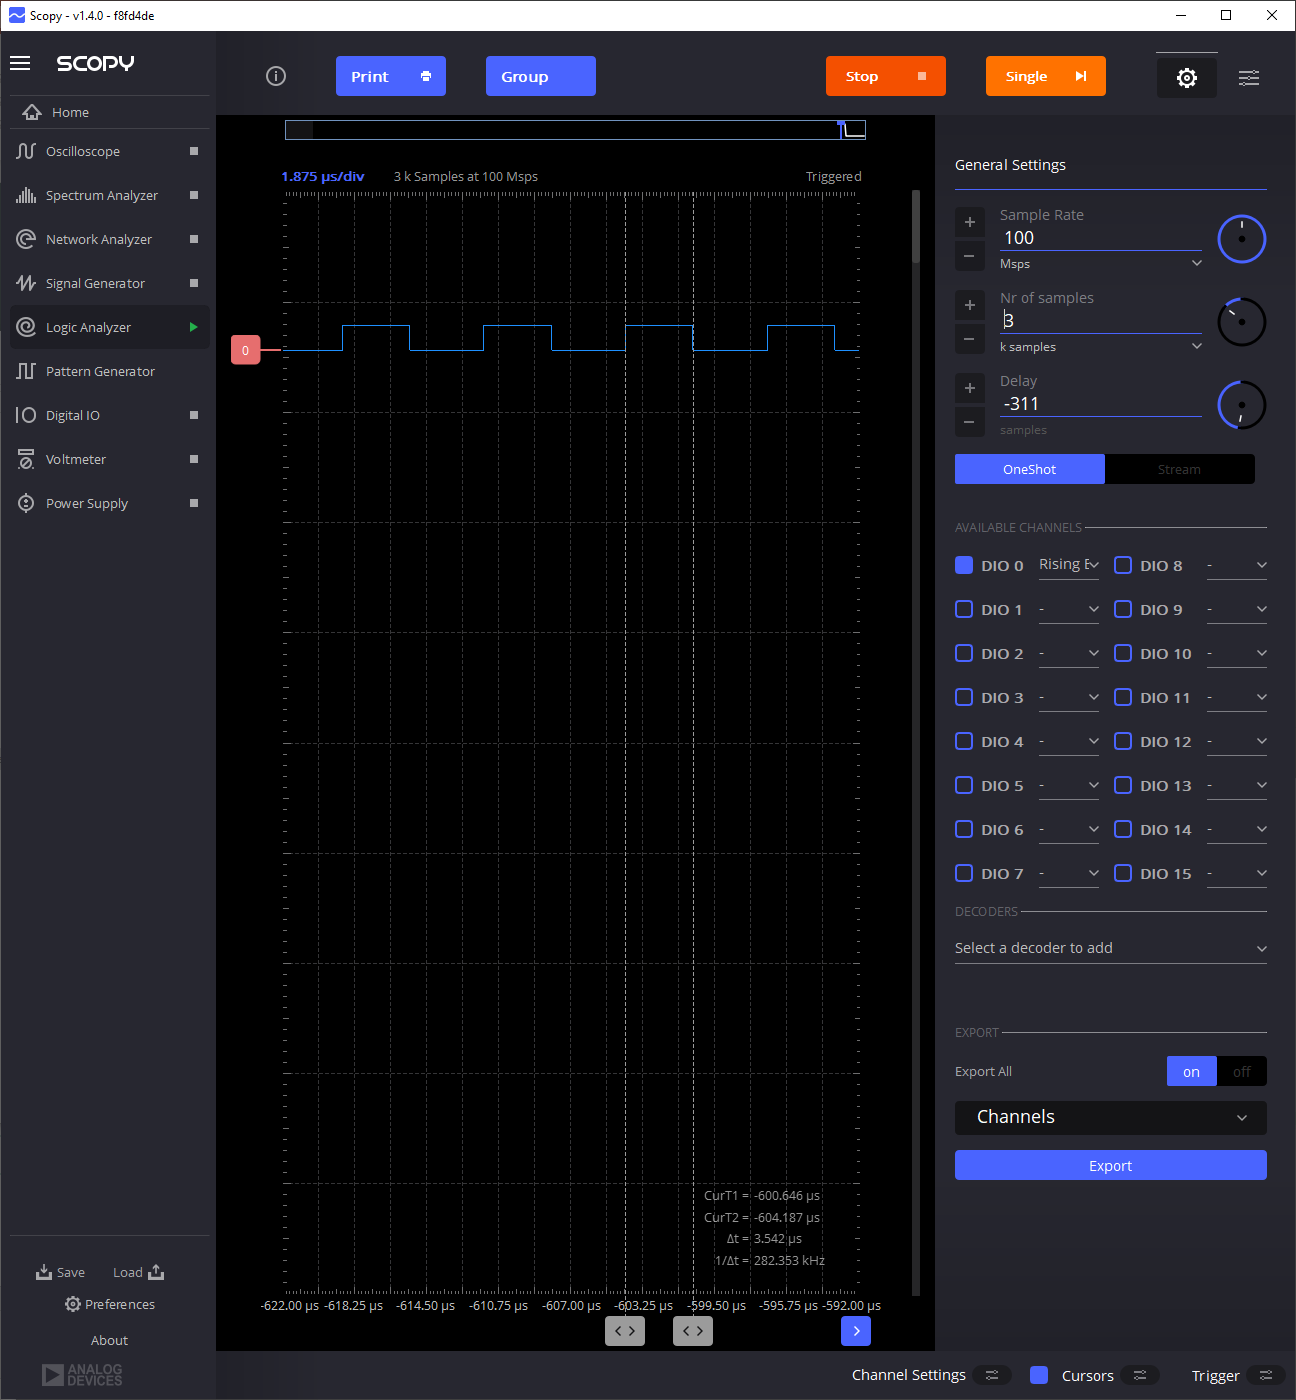 Scopy - v1.4.0 - f8fd4de
SCOPY
Home
Oscilloscope
Spectrum Analyzer
Network Analyzer
Signal Generator
Logic Analyzer
Pattern Generator
Digital IO
Voltmeter
Power Supply
Save Load
Preferences
About
ANALOG
DEVICES
Print Group Stop Single
1.875 µs/div 3 k Samples at 100 Msps Triggered
0
CurT1 = -600.646 µs
CurT2 = -604.187 µs
Δt = 3.542 µs
1/Δt = 282.353 kHz
-622.00 µs -618.25 µs -614.50 µs -610.75 µs -607.00 µs -603.25 µs -599.50 µs -595.75 µs -592.00 µs
General Settings
Sample Rate
100
Msps
Nr of samples
3
k samples
Delay
-311
samples
OneShot Stream
AVAILABLE CHANNELS
DIO 0 Rising E DIO 8 -
DIO 1 - DIO 9 -
DIO 2 - DIO 10 -
DIO 3 - DIO 11 -
DIO 4 - DIO 12 -
DIO 5 - DIO 13 -
DIO 6 - DIO 14 -
DIO 7 - DIO 15 -
DECODERS
Select a decoder to add
EXPORT
Export All on off
Channels
Export
Channel Settings Cursors Trigger